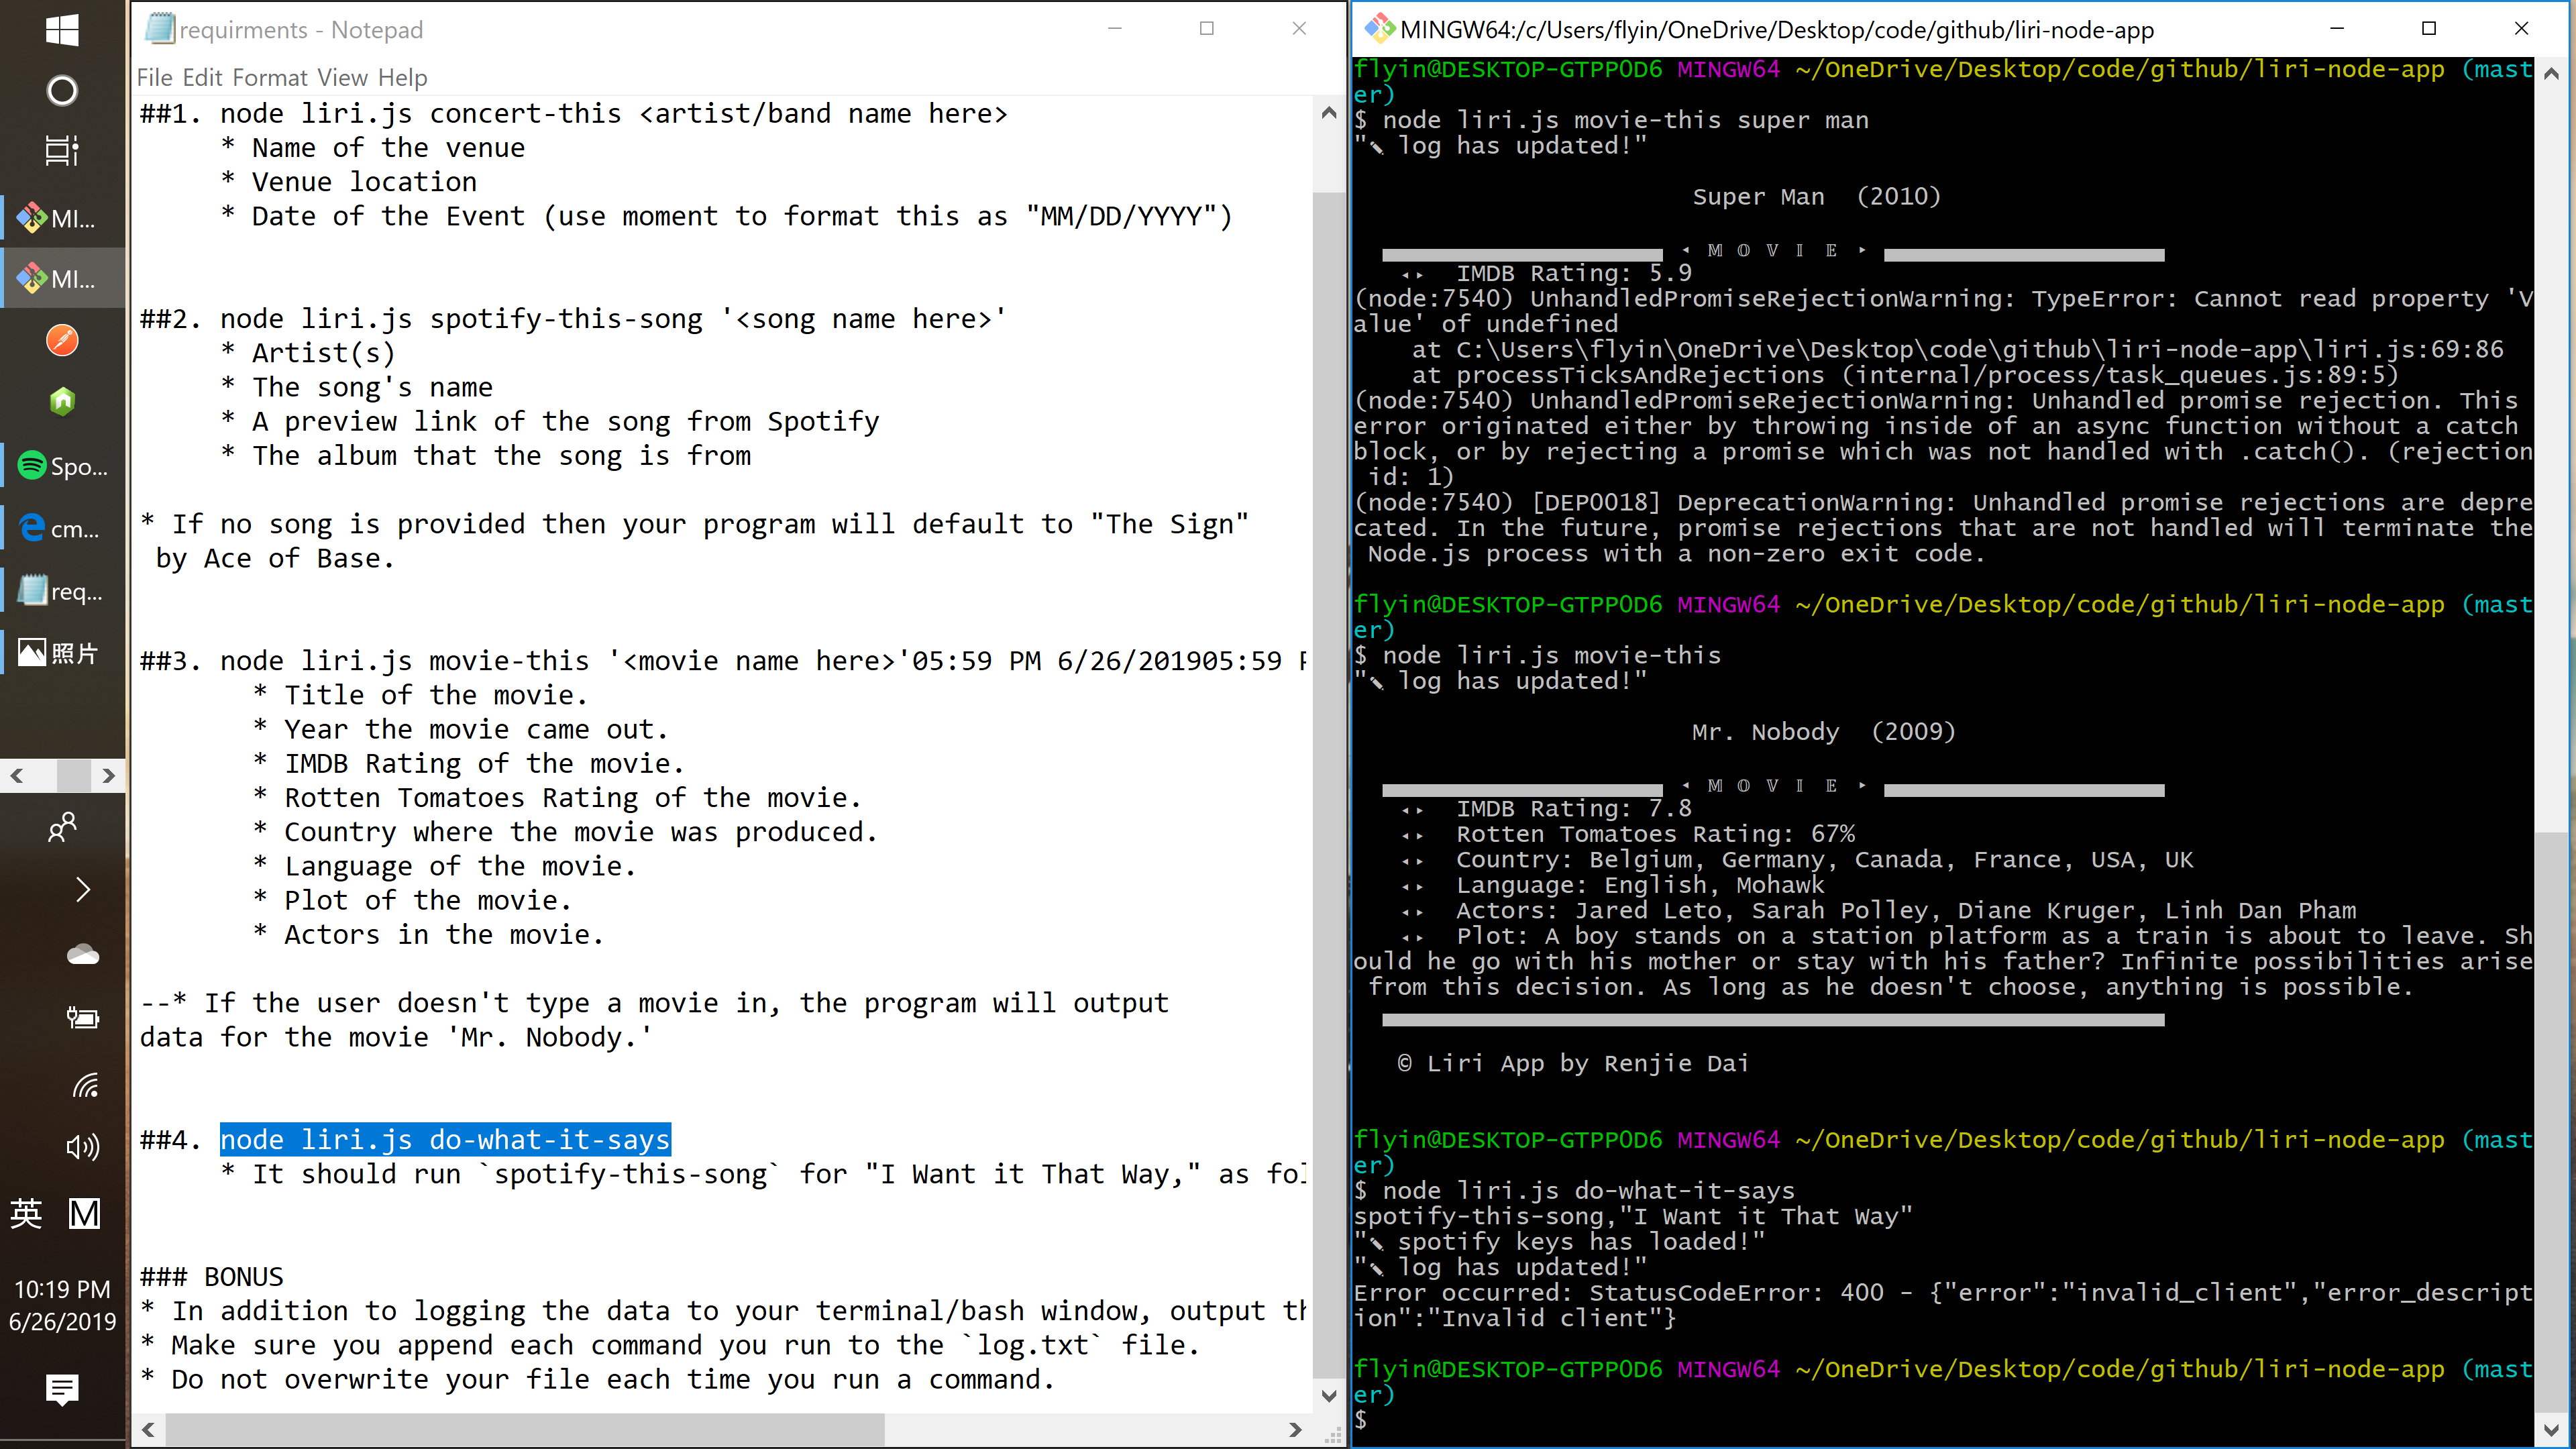 MI...
MI...
Spo...
cm...
req...
照片
英 M
10:19 PM
6/26/2019
requirments - Notepad
File Edit Format View Help
##1. node liri.js concert-this <artist/band name here>
* Name of the venue
* Venue location
* Date of the Event (use moment to format this as "MM/DD/YYYY")
##2. node liri.js spotify-this-song '<song name here>'
* Artist(s)
* The song's name
* A preview link of the song from Spotify
* The album that the song is from
* If no song is provided then your program will default to "The Sign"
by Ace of Base.
##3. node liri.js movie-this '<movie name here>'05:59 PM 6/26/201905:59 P
* Title of the movie.
* Year the movie came out.
* IMDB Rating of the movie.
* Rotten Tomatoes Rating of the movie.
* Country where the movie was produced.
* Language of the movie.
* Plot of the movie.
* Actors in the movie.
--* If the user doesn't type a movie in, the program will output
data for the movie 'Mr. Nobody.'
##4. node liri.js do-what-it-says
* It should run `spotify-this-song` for "I Want it That Way," as fol
### BONUS
* In addition to logging the data to your terminal/bash window, output th
* Make sure you append each command you run to the `log.txt` file.
* Do not overwrite your file each time you run a command.
MINGW64:/c/Users/flyin/OneDrive/Desktop/code/github/liri-node-app
flyin@DESKTOP-GTPP0D6 MINGW64 ~/OneDrive/Desktop/code/github/liri-node-app (mast
er)
$ node liri.js movie-this super man
"✎ log has updated!"
Super Man (2010)
◂ 𝕄 𝕆 𝕍 𝕀 𝔼 ▸
◂▸ IMDB Rating: 5.9
(node:7540) UnhandledPromiseRejectionWarning: TypeError: Cannot read property 'V
alue' of undefined
at C:\Users\flyin\OneDrive\Desktop\code\github\liri-node-app\liri.js:69:86
at processTicksAndRejections (internal/process/task_queues.js:89:5)
(node:7540) UnhandledPromiseRejectionWarning: Unhandled promise rejection. This
error originated either by throwing inside of an async function without a catch
block, or by rejecting a promise which was not handled with .catch(). (rejection
id: 1)
(node:7540) [DEP0018] DeprecationWarning: Unhandled promise rejections are depre
cated. In the future, promise rejections that are not handled will terminate the
Node.js process with a non-zero exit code.
flyin@DESKTOP-GTPP0D6 MINGW64 ~/OneDrive/Desktop/code/github/liri-node-app (mast
er)
$ node liri.js movie-this
"✎ log has updated!"
Mr. Nobody (2009)
◂ 𝕄 𝕆 𝕍 𝕀 𝔼 ▸
◂▸ IMDB Rating: 7.8
◂▸ Rotten Tomatoes Rating: 67%
◂▸ Country: Belgium, Germany, Canada, France, USA, UK
◂▸ Language: English, Mohawk
◂▸ Actors: Jared Leto, Sarah Polley, Diane Kruger, Linh Dan Pham
◂▸ Plot: A boy stands on a station platform as a train is about to leave. Sh
ould he go with his mother or stay with his father? Infinite possibilities arise
from this decision. As long as he doesn't choose, anything is possible.
© Liri App by Renjie Dai
flyin@DESKTOP-GTPP0D6 MINGW64 ~/OneDrive/Desktop/code/github/liri-node-app (mast
er)
$ node liri.js do-what-it-says
spotify-this-song,"I Want it That Way"
"✎ spotify keys has loaded!"
"✎ log has updated!"
Error occurred: StatusCodeError: 400 - {"error":"invalid_client","error_descript
ion":"Invalid client"}
flyin@DESKTOP-GTPP0D6 MINGW64 ~/OneDrive/Desktop/code/github/liri-node-app (mast
er)
$